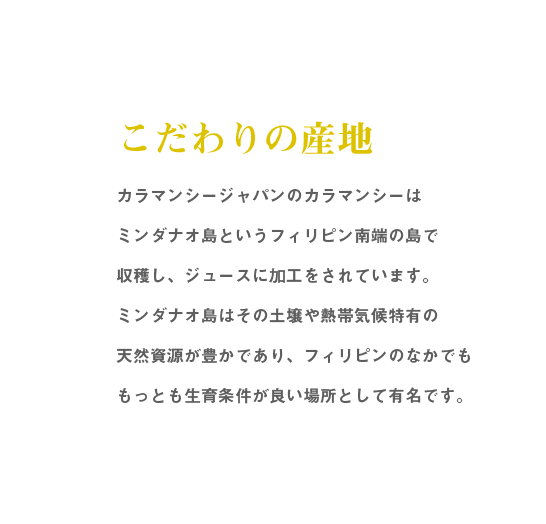 こだわりの産地
カラマンシージャパンのカラマンシーは
ミンダナオ島というフィリピン南端の島で
収穫し、ジュースに加工をされています。
ミンダナオ島はその土壌や熱帯気候特有の
天然資源が豊かであり、フィリピンのなかでも
もっとも生育条件が良い場所として有名です。